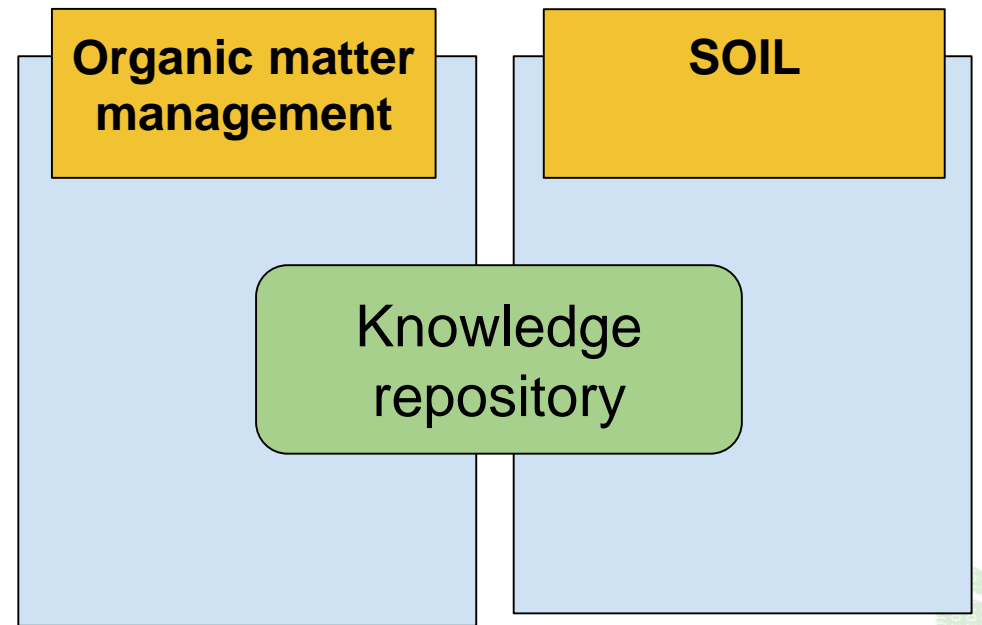 Organic matter
management
SOIL
Knowledge
repository